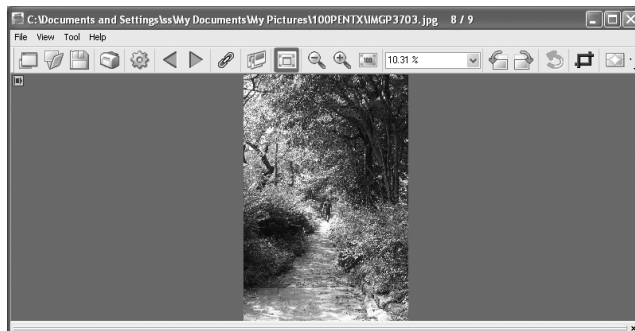 C:\Documents and Settings\ss\My Documents\My Pictures\100PENTX\IMGP3703.jpg 8 / 9
File View Tool Help
100
10.31 %